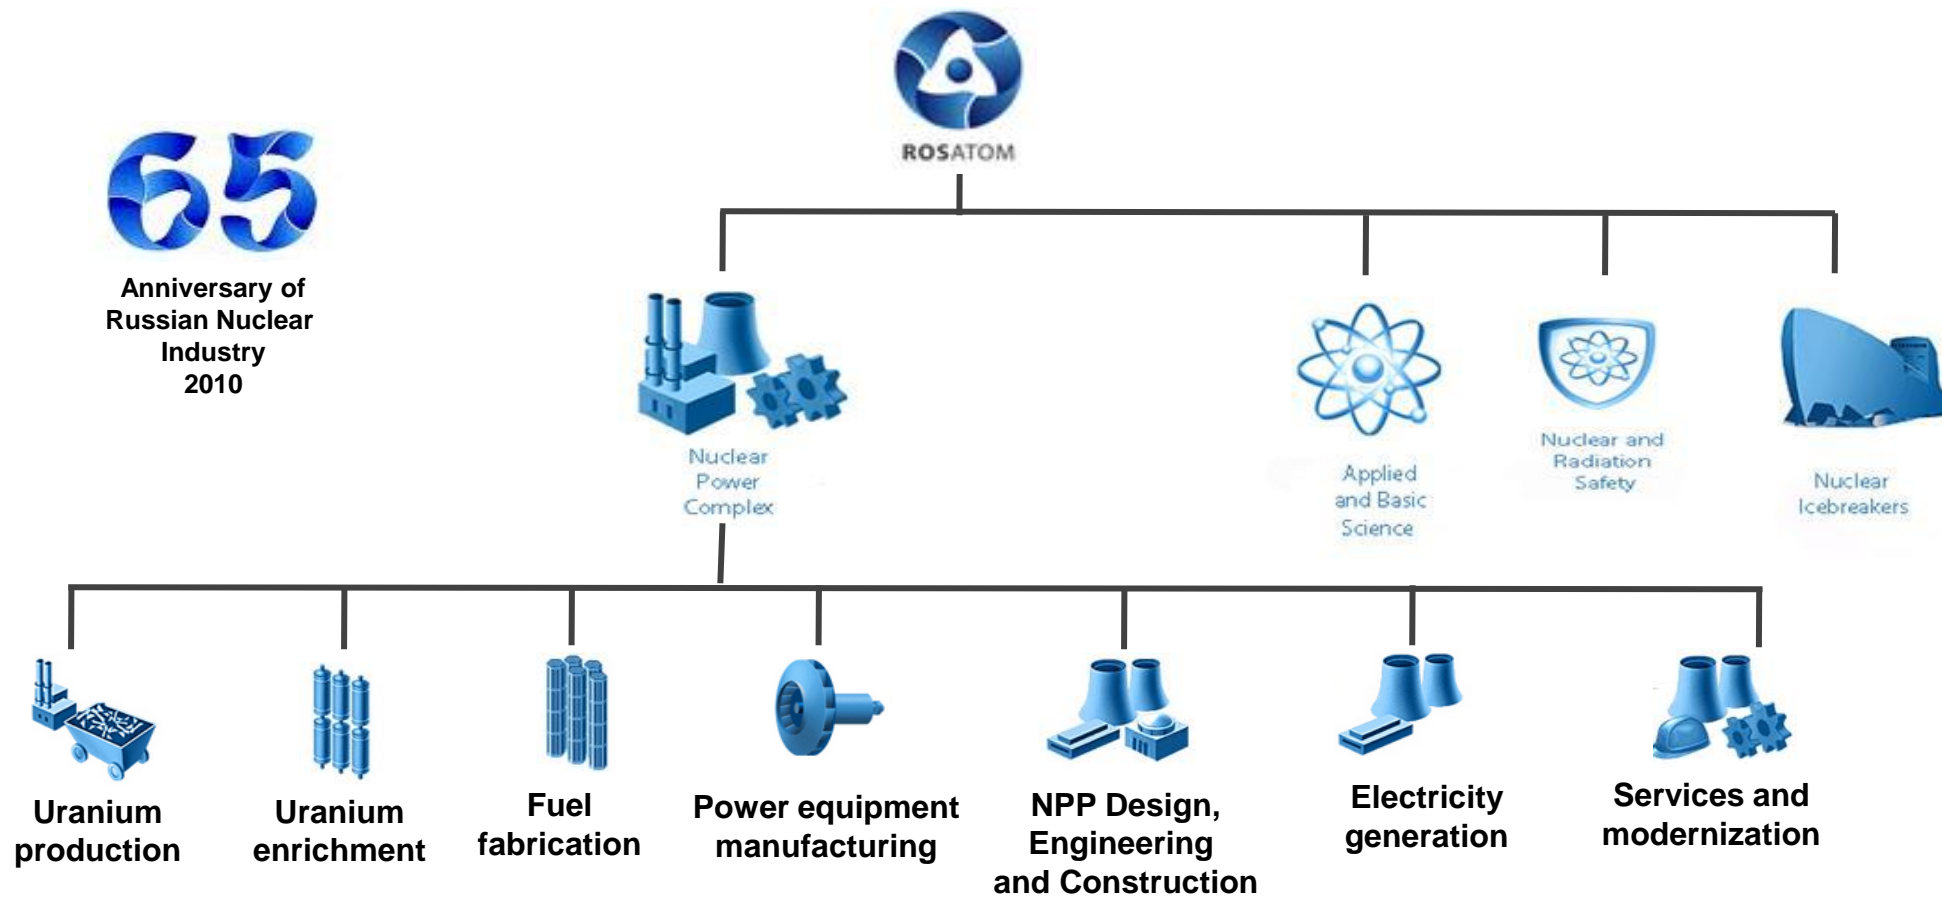 ROSATOM
65
Anniversary of
Russian Nuclear
Industry
2010
Nuclear
Power
Complex
Applied
and Basic
Science
Nuclear and
Radiation
Safety
Nuclear
Icebreakers
Uranium
production
Uranium
enrichment
Fuel
fabrication
Power equipment
manufacturing
NPP Design,
Engineering
and Construction
Electricity
generation
Services and
modernization